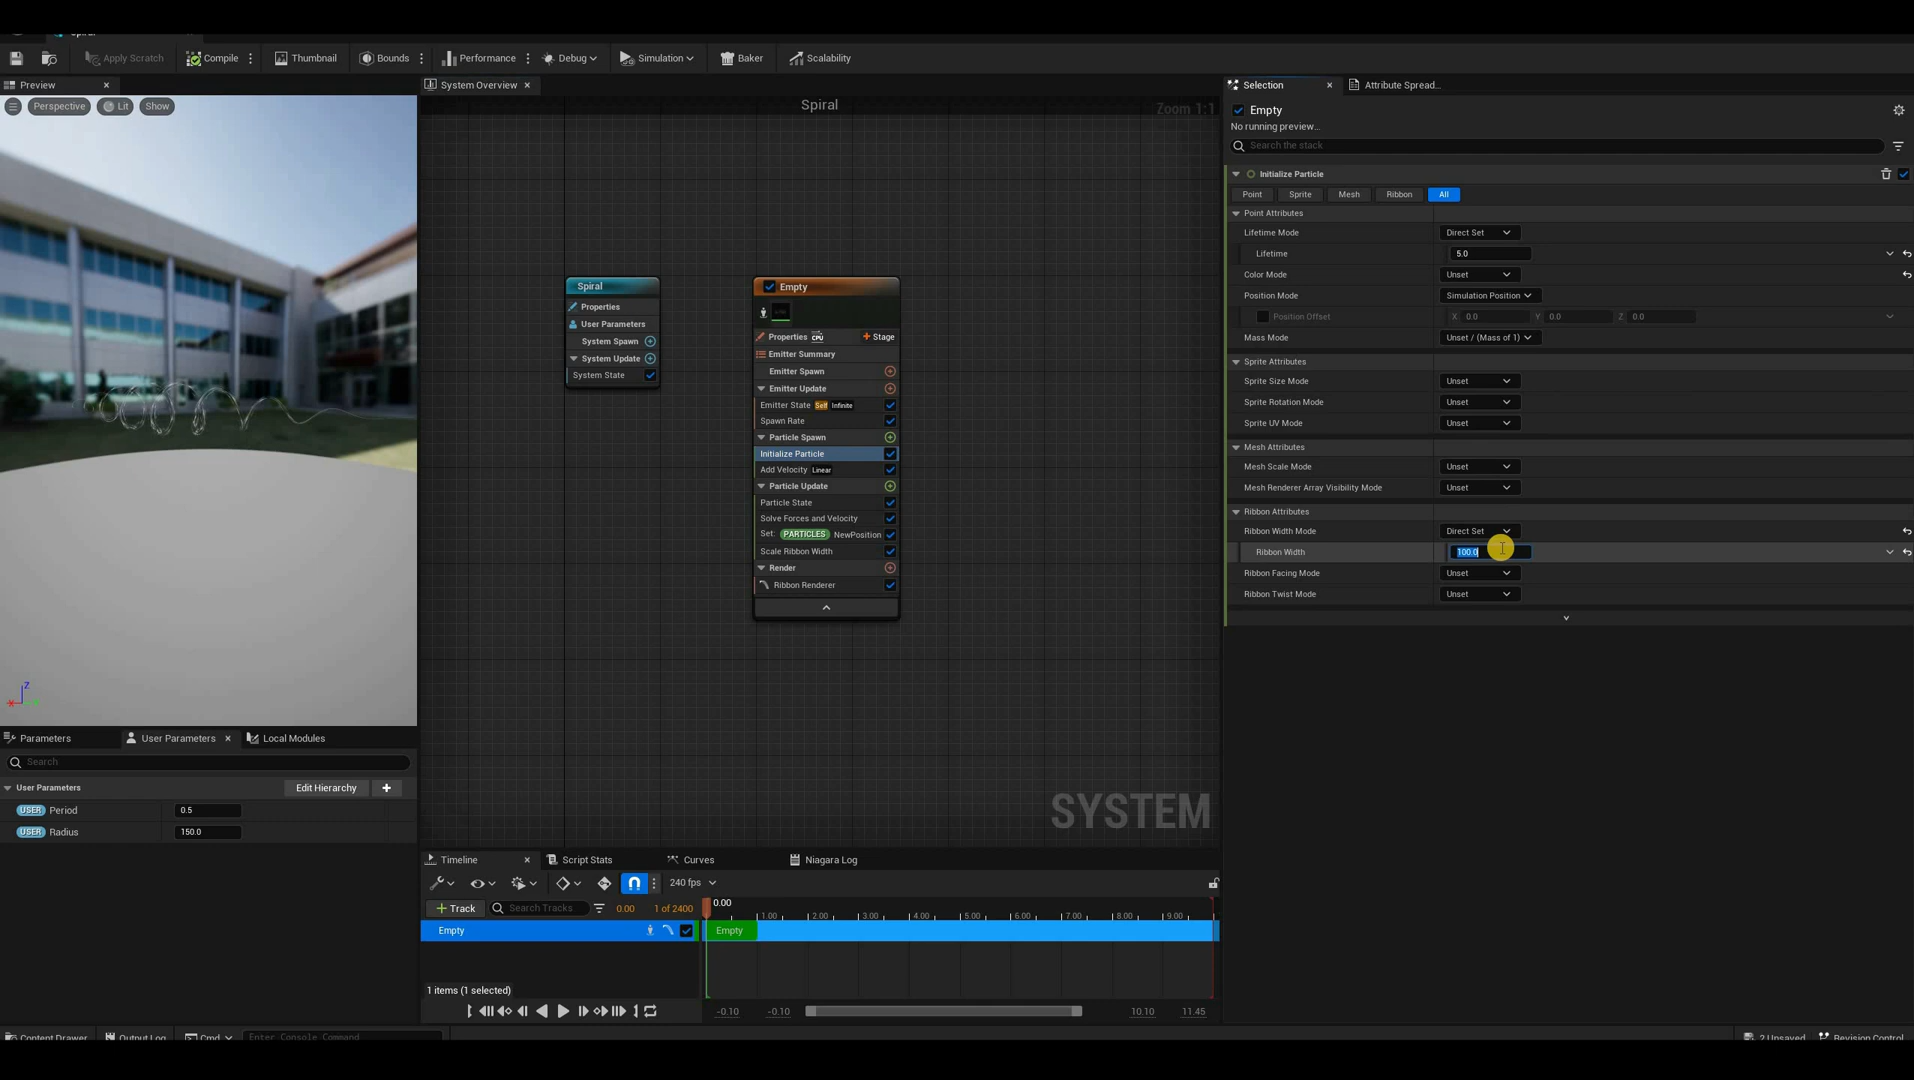 Spiral
Apply Scratch
Compile
Thumbnail
Bounds
Performance
Debug
Simulation
Baker
Scalability
Preview
Perspective
Lit
Show
Z
X
System Overview
Spiral
Zoom 1:1
Spiral
Properties
User Parameters
System Spawn
System Update
System State
Empty
Properties CPU
Stage
Emitter Summary
Emitter Spawn
Emitter Update
Emitter State Self Infinite
Spawn Rate
Particle Spawn
Initialize Particle
Add Velocity Linear
Particle Update
Particle State
Solve Forces and Velocity
Set: PARTICLES NewPosition
Scale Ribbon Width
Render
Ribbon Renderer
SYSTEM
Selection
Attribute Spread...
Empty
No running preview...
Search the stack
Initialize Particle
Point Sprite Mesh Ribbon All
Point Attributes
Lifetime Mode Direct Set
Lifetime 5.0
Color Mode Unset
Position Mode Simulation Position
Position Offset X 0.0 Y 0.0 Z 0.0
Mass Mode Unset / (Mass of 1)
Sprite Attributes
Sprite Size Mode Unset
Sprite Rotation Mode Unset
Sprite UV Mode Unset
Mesh Attributes
Mesh Scale Mode Unset
Mesh Renderer Array Visibility Mode Unset
Ribbon Attributes
Ribbon Width Mode Direct Set
Ribbon Width 100.0
Ribbon Facing Mode Unset
Ribbon Twist Mode Unset
Parameters
User Parameters
Local Modules
Search
User Parameters
Edit Hierarchy
USER Period 0.5
USER Radius 150.0
Timeline
Script Stats
Curves
Niagara Log
240 fps
Track
Search Tracks
0.00
1 of 2400
0.00
1.00 2.00 3.00 4.00 5.00 6.00 7.00 8.00 9.00
Empty
Empty
1 items (1 selected)
-0.10
-0.10
10.10
11.45
Content Drawer
Output Log
Cmd
Enter Console Command
2 Unsaved
Revision Control